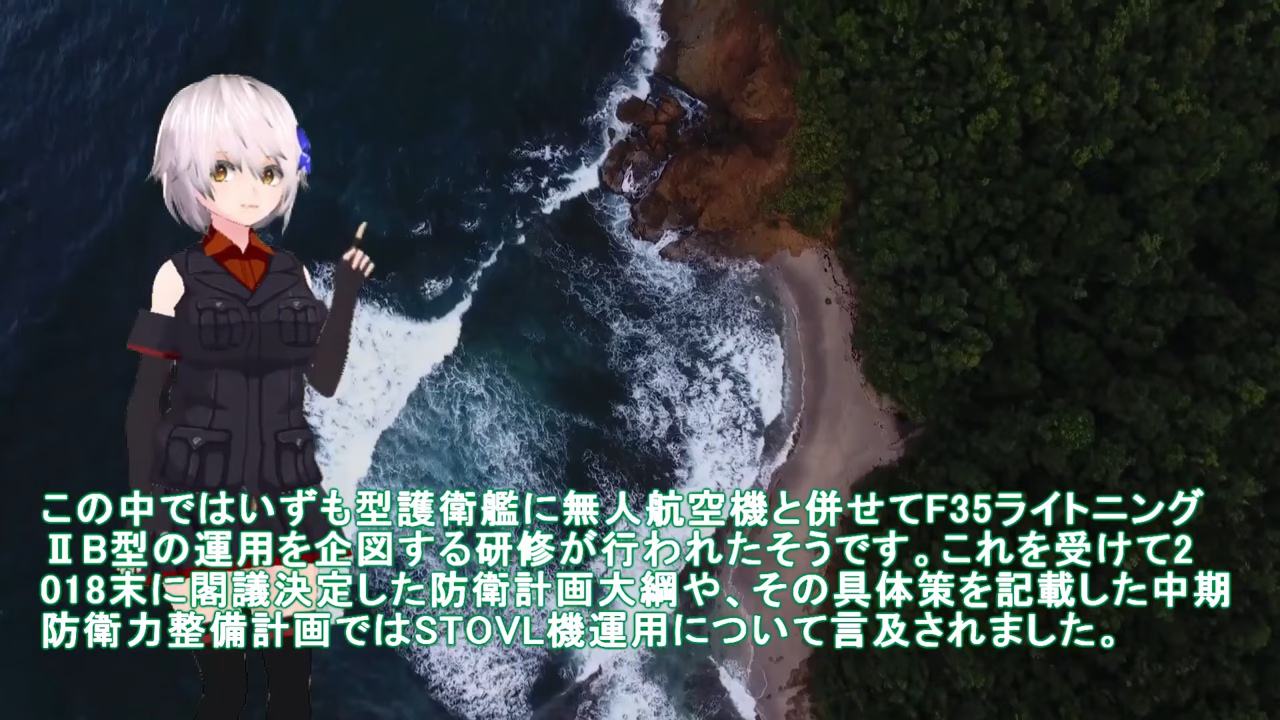 この中ではいずも型護衛艦に無人航空機と併せてF35ライトニング
ⅡB型の運用を企図する研修が行われたそうです。これを受けて2
018末に閣議決定した防衛計画大綱や、その具体策を記載した中期
防衛力整備計画ではSTOVL機運用について言及されました。